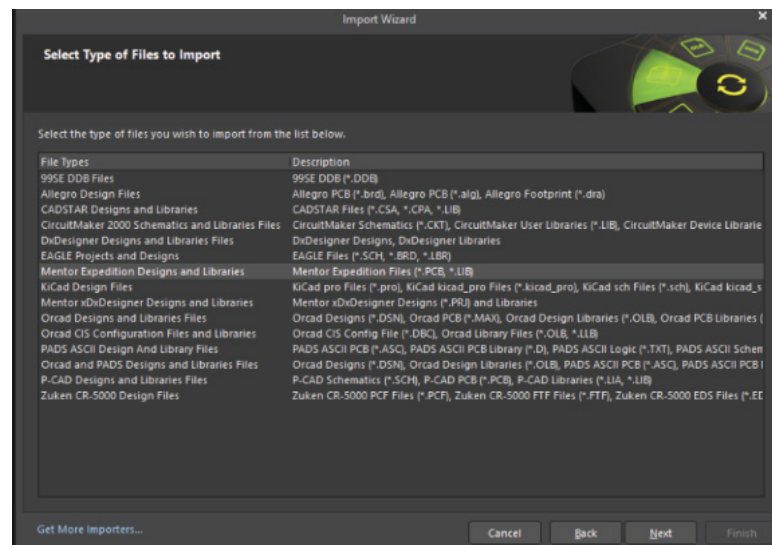 Import Wizard
Select Type of Files to Import
Select the type of files you wish to import from the list below.
File Types Description
99SE DDB Files 99SE DDB (*.DDB)
Allegro Design Files Allegro PCB (*.brd), Allegro PCB (*.alg), Allegro Footprint (*.dra)
CADSTAR Designs and Libraries CADSTAR Files (*.CSA, *.CPA, *.LIB)
CircuitMaker 2000 Schematics and Libraries Files CircuitMaker Schematics (*.CKT), CircuitMaker User Libraries (*.LIB), CircuitMaker Device Librarie
DxDesigner Designs and Libraries Files DxDesigner Designs, DxDesigner Libraries
EAGLE Projects and Designs EAGLE Files (*.SCH, *.BRD, *.LBR)
Mentor Expedition Designs and Libraries Mentor Expedition Files (*.PCB, *.LIB)
KiCad Design Files KiCad pro Files (*.pro), KiCad kicad_pro Files (*.kicad_pro), KiCad sch Files (*.sch), KiCad kicad_s
Mentor xDxDesigner Designs and Libraries Mentor xDxDesigner Designs (*.PRJ) and Libraries
Orcad Designs and Libraries Files Orcad Designs (*.DSN), Orcad PCB (*.MAX), Orcad Design Libraries (*.OLB), Orcad PCB Libraries (
Orcad CIS Configuration Files and Libraries Orcad CIS Config File (*.DBC), Orcad Library Files (*.OLB, *.LLB)
PADS ASCII Design And Library Files PADS ASCII PCB (*.ASC), PADS ASCII PCB Library (*.D), PADS ASCII Logic (*.TXT), PADS ASCII Schem
Orcad and PADS Designs and Libraries Files Orcad Designs (*.DSN), Orcad Design Libraries (*.OLB), PADS ASCII PCB (*.ASC), PADS ASCII PCB
P-CAD Designs and Libraries Files P-CAD Schematics (*.SCH), P-CAD PCB (*.PCB), P-CAD Libraries (*.LIA, *.LIB)
Zuken CR-5000 Design Files Zuken CR-5000 PCF Files (*.PCF), Zuken CR-5000 FTF Files (*.FTF), Zuken CR-5000 EDS Files (*.EC
Get More Importers... Cancel Back Next Finish